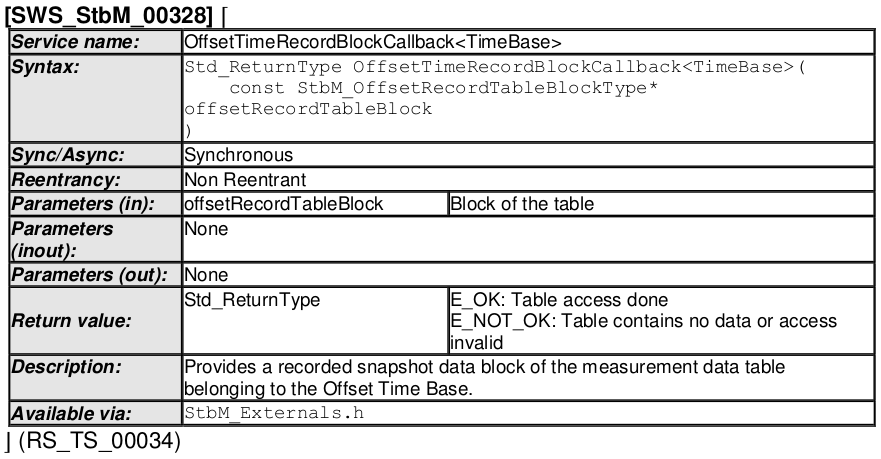 [SWS_StbM_00328] ⌈
Service name: OffsetTimeRecordBlockCallback<TimeBase>
Syntax: Std_ReturnType OffsetTimeRecordBlockCallback<TimeBase>(
const StbM_OffsetRecordTableBlockType*
offsetRecordTableBlock
)
Sync/Async: Synchronous
Reentrancy: Non Reentrant
Parameters (in): offsetRecordTableBlock Block of the table
Parameters None
(inout):
Parameters (out): None
Std_ReturnType E_OK: Table access done
Return value: E_NOT_OK: Table contains no data or access
invalid
Description: Provides a recorded snapshot data block of the measurement data table
belonging to the Offset Time Base.
Available via: StbM_Externals.h
⌋ (RS_TS_00034)